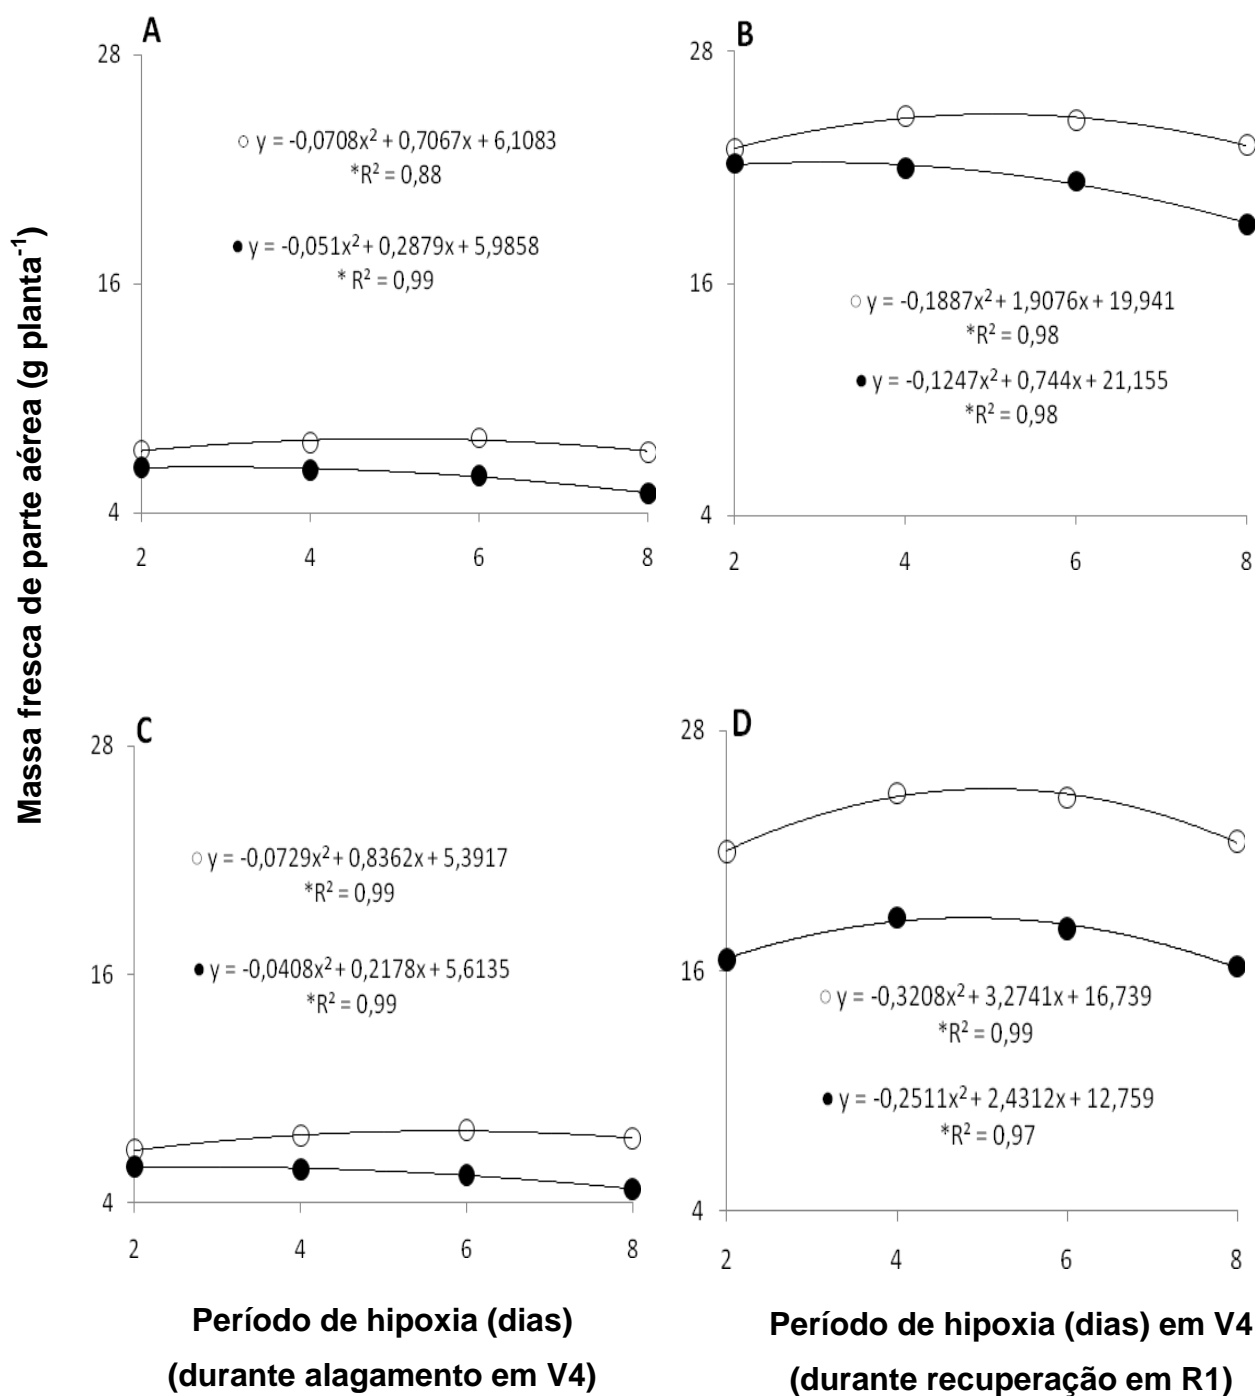 Massa fresca de parte aérea (g planta⁻¹)
A
28
16
4
y = -0,0708x² + 0,7067x + 6,1083
*R² = 0,88
y = -0,051x² + 0,2879x + 5,9858
* R² = 0,99
2 4 6 8
B
28
16
4
y = -0,1887x² + 1,9076x + 19,941
*R² = 0,98
y = -0,1247x² + 0,744x + 21,155
*R² = 0,98
2 4 6 8
C
28
16
4
y = -0,0729x² + 0,8362x + 5,3917
*R² = 0,99
y = -0,0408x² + 0,2178x + 5,6135
*R² = 0,99
2 4 6 8
D
28
16
4
y = -0,3208x² + 3,2741x + 16,739
*R² = 0,99
y = -0,2511x² + 2,4312x + 12,759
*R² = 0,97
2 4 6 8
Período de hipoxia (dias)
(durante alagamento em V4)
Período de hipoxia (dias) em V4
(durante recuperação em R1)